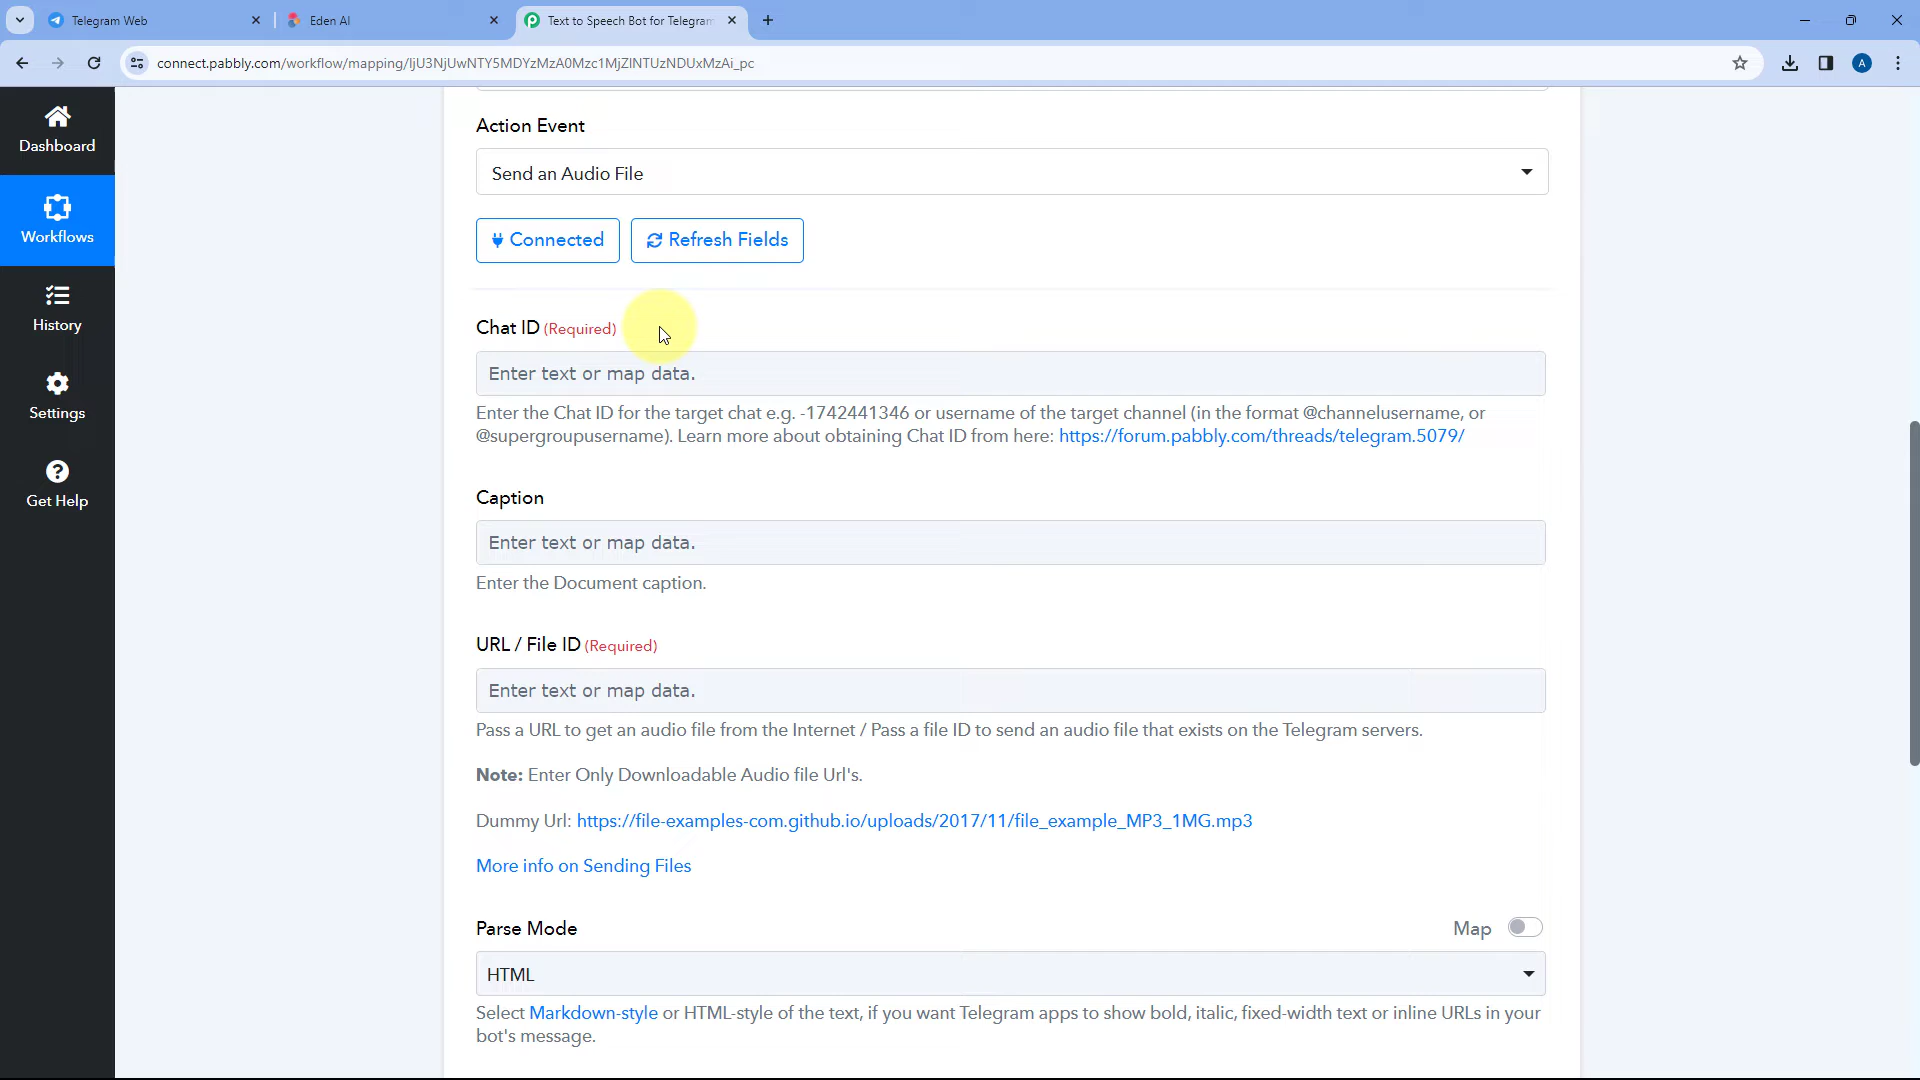 Telegram Web
Eden AI
Text to Speech Bot for Telegram
connect.pabbly.com/workflow/mapping/IjU3NjUwNTY5MDYzMzA0Mzc1MjZlNTUzNDUxMzAi_pc
A
Dashboard
Workflows
History
Settings
Get Help
Action Event
Send an Audio File
Connected
Refresh Fields
Chat ID (Required)
Enter text or map data.
Enter the Chat ID for the target chat e.g. -1742441346 or username of the target channel (in the format @channelusername, or
@supergroupusername). Learn more about obtaining Chat ID from here: https://forum.pabbly.com/threads/telegram.5079/
Caption
Enter text or map data.
Enter the Document caption.
URL / File ID (Required)
Enter text or map data.
Pass a URL to get an audio file from the Internet / Pass a file ID to send an audio file that exists on the Telegram servers.
Note: Enter Only Downloadable Audio file Url's.
Dummy Url: https://file-examples-com.github.io/uploads/2017/11/file_example_MP3_1MG.mp3
More info on Sending Files
Parse Mode
Map
HTML
Select Markdown-style or HTML-style of the text, if you want Telegram apps to show bold, italic, fixed-width text or inline URLs in your
bot's message.